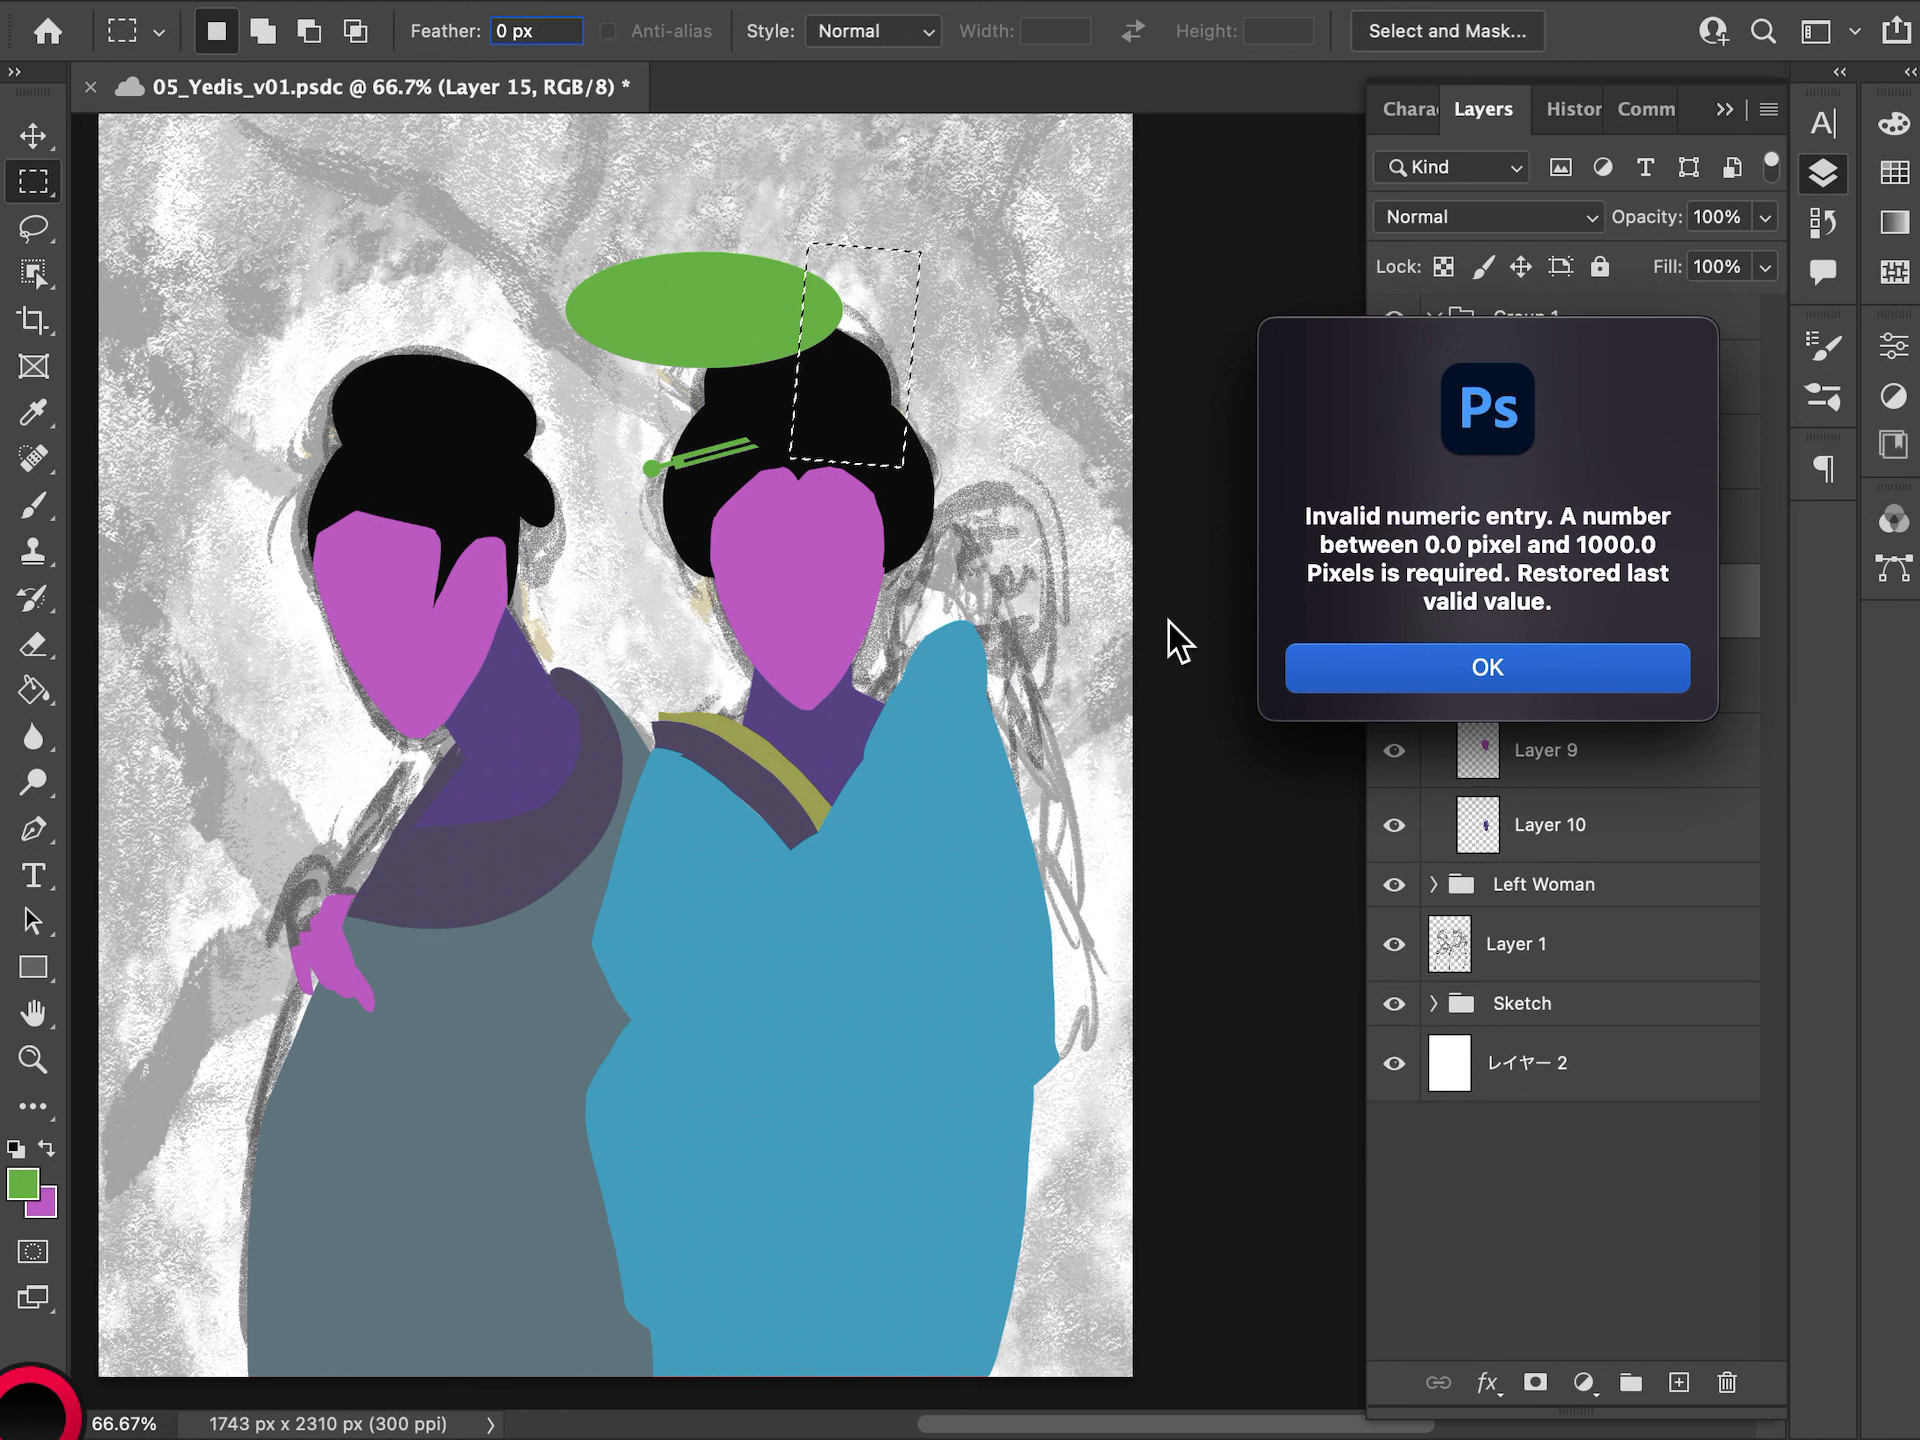 Feather: 0 px Anti-alias Style: Normal Width: Height: Select and Mask...
05_Yedis_v01.psdc @ 66.7% (Layer 15, RGB/8) *
Chara Layers Histor Comm
Kind
Normal Opacity: 100%
Lock: Fill: 100%
Group 1
Ps
Invalid numeric entry. A number
between 0.0 pixel and 1000.0
Pixels is required. Restored last
valid value.
OK
Layer 9
Layer 10
Left Woman
Layer 1
Sketch
レイヤー 2
66.67% 1743 px x 2310 px (300 ppi)